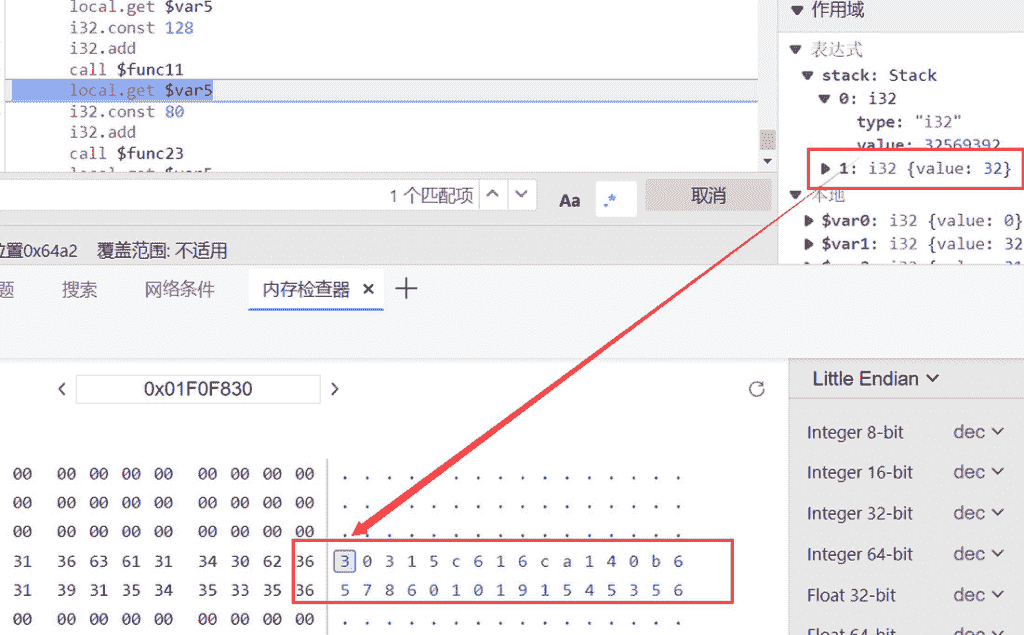 local.get $var5
i32.const 128
i32.add
call $func11
local.get $var5
i32.const 80
i32.add
call $func23
作用域
表达式
stack: Stack
0: i32
type: "i32"
value: 32569392
1: i32 {value: 32}
本地
$var0: i32 {value: 0}
$var1: i32 {value: 32
1 个匹配项
Aa
.*
取消
位置0x64a2 覆盖范围: 不适用
题 搜索 网络条件 内存检查器 × +
0x01F0F830
00 00 00 00 00 00 00 00 00 . . . . . . . . . . . . . . . .
00 00 00 00 00 00 00 00 00 . . . . . . . . . . . . . . . .
00 00 00 00 00 00 00 00 00 . . . . . . . . . . . . . . . .
31 36 63 61 31 34 30 62 36 3 0 3 1 5 c 6 1 6 c a 1 4 0 b 6
31 39 31 35 34 35 33 35 36 5 7 8 6 0 1 0 1 9 1 5 4 5 3 5 6
00 00 00 00 00 00 00 00 00 . . . . . . . . . . . . . . . .
Little Endian
Integer 8-bit dec
Integer 16-bit dec
Integer 32-bit dec
Integer 64-bit dec
Float 32-bit dec
Float 64-bit dec